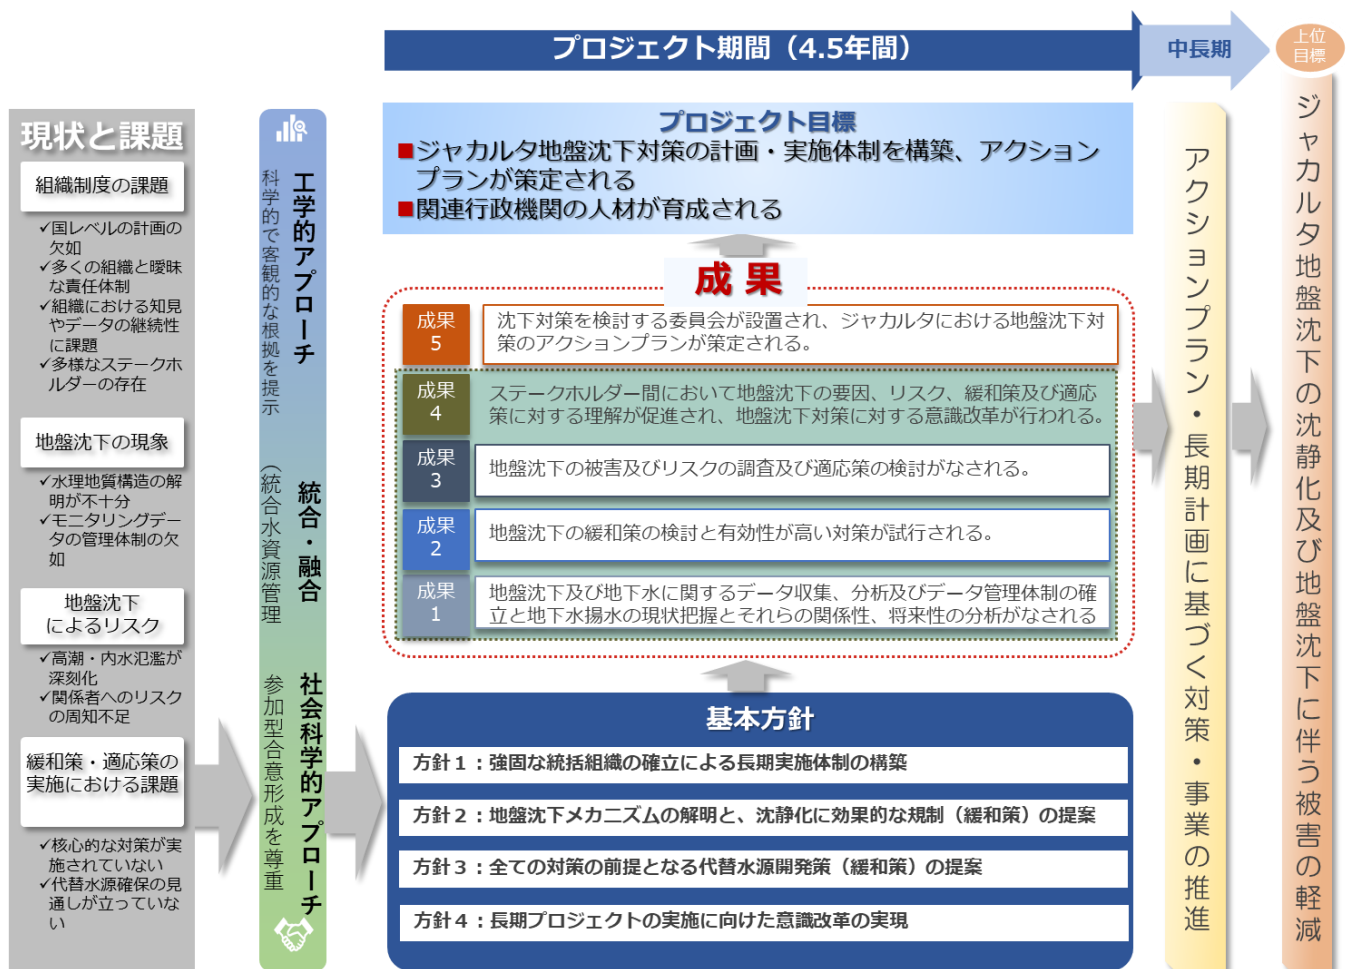 プロジェクト期間（4.5年間）
中長期
上位
目標
現状と課題
組織制度の課題
✓国レベルの計画の
欠如
✓多くの組織と曖昧
な責任体制
✓組織における知見
やデータの継続性
に課題
✓多様なステークホ
ルダーの存在
地盤沈下の現象
✓水理地質構造の解
明が不十分
✓モニタリングデー
タの管理体制の欠
如
地盤沈下
によるリスク
✓高潮・内水氾濫が
深刻化
✓関係者へのリスク
の周知不足
緩和策・適応策の
実施における課題
✓核心的な対策が実
施されていない
✓代替水源確保の見
通しが立っていな
い
工学的アプローチ
科学的で客観的な根拠を提示
統合・融合
（統合水資源管理
社会科学的アプローチ
参加型合意形成を尊重
プロジェクト目標
■ジャカルタ地盤沈下対策の計画・実施体制を構築、アクション
プランが策定される
■関連行政機関の人材が育成される
成果
成果
5
沈下対策を検討する委員会が設置され、ジャカルタにおける地盤沈下対
策のアクションプランが策定される。
成果
4
ステークホルダー間において地盤沈下の要因、リスク、緩和策及び適応
策に対する理解が促進され、地盤沈下対策に対する意識改革が行われる。
成果
3
地盤沈下の被害及びリスクの調査及び適応策の検討がなされる。
成果
2
地盤沈下の緩和策の検討と有効性が高い対策が試行される。
成果
1
地盤沈下及び地下水に関するデータ収集、分析及びデータ管理体制の確
立と地下水揚水の現状把握とそれらの関係性、将来性の分析がなされる
基本方針
方針１：強固な統括組織の確立による長期実施体制の構築
方針２：地盤沈下メカニズムの解明と、沈静化に効果的な規制（緩和策）の提案
方針３：全ての対策の前提となる代替水源開発策（緩和策）の提案
方針４：長期プロジェクトの実施に向けた意識改革の実現
アクションプラン・長期計画に基づく対策・事業の推進
ジャカルタ地盤沈下の沈静化及び地盤沈下に伴う被害の軽減